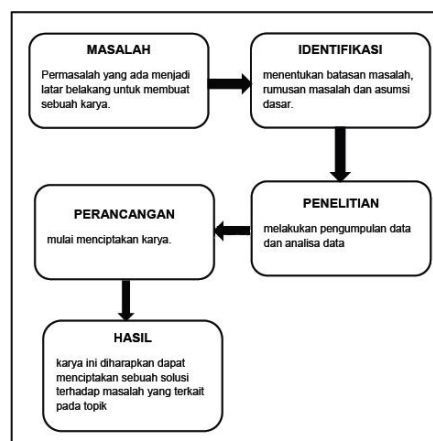 MASALAH
Permasalah yang ada menjadi
latar belakang untuk membuat
sebuah karya.
IDENTIFIKASI
menentukan batasan masalah,
rumusan masalah dan asumsi
dasar.
PENELITIAN
melakukan pengumpulan data
dan analisa data
PERANCANGAN
mulai menciptakan karya.
HASIL
karya ini diharapkan dapat
menciptakan sebuah solusi
terhadap masalah yang terkait
pada topik